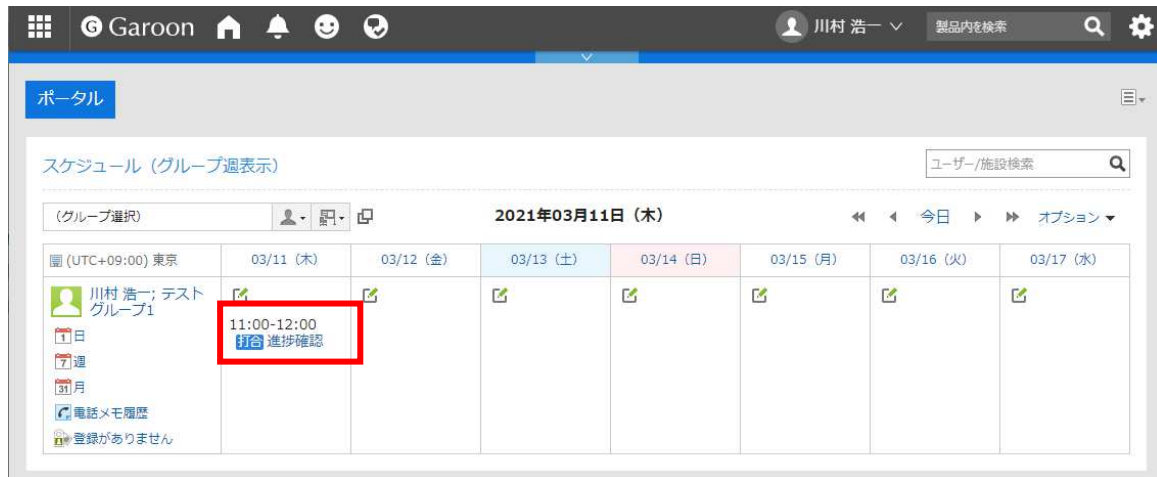 G Garoon
川村 浩一
製品内を検索
ポータル
スケジュール（グループ週表示）
ユーザー/施設検索
（グループ選択）
2021年03月11日（木）
今日
オプション
(UTC+09:00) 東京
03/11（木）
03/12（金）
03/13（土）
03/14（日）
03/15（月）
03/16（火）
03/17（水）
川村 浩一; テスト
グループ1
11:00-12:00
打合 進捗確認
1 日
7 週
31 月
電話メモ履歴
登録がありません